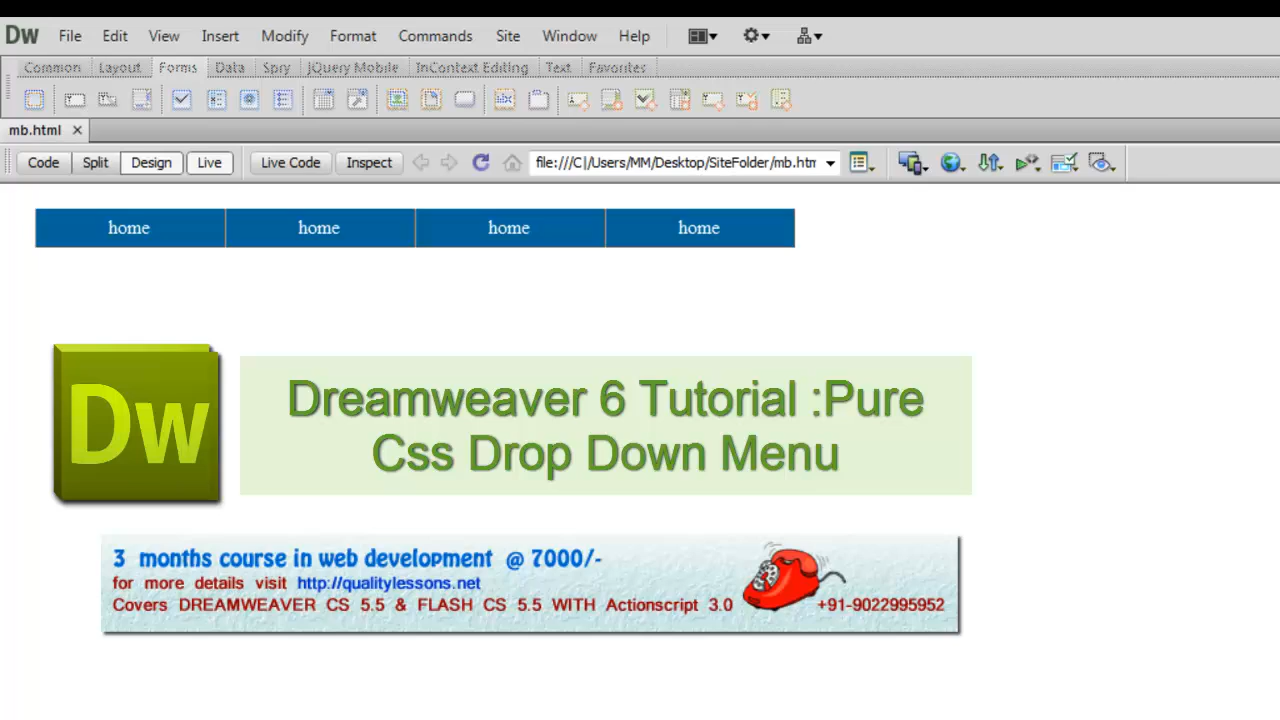 Dw File Edit View Insert Modify Format Commands Site Window Help
Common Layout Forms Data Spry jQuery Mobile InContext Editing Text Favorites
mb.html
Code Split Design Live Live Code Inspect file:///C|/Users/MM/Desktop/SiteFolder/mb.htm
home home home home
Dw
Dreamweaver 6 Tutorial :Pure
Css Drop Down Menu
3 months course in web development @ 7000/-
for more details visit http://qualitylessons.net
Covers DREAMWEAVER CS 5.5 & FLASH CS 5.5 WITH Actionscript 3.0 +91-9022995952